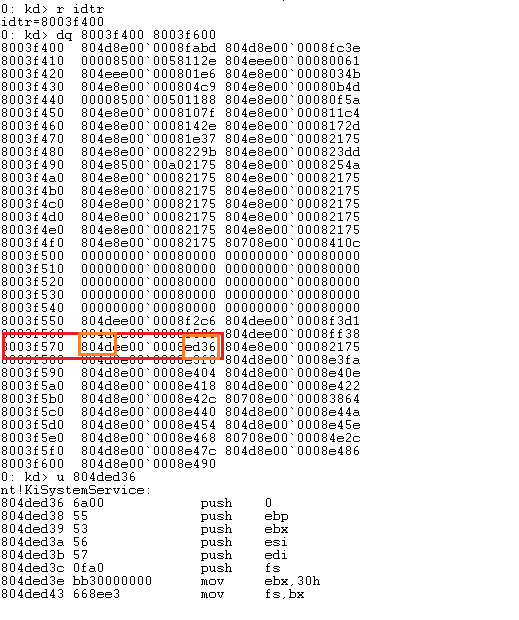 0: kd> r idtr
idtr=8003f400
0: kd> dq 8003f400 8003f600
8003f400  804d8e00`0008fabd 804d8e00`0008fc3e
8003f410  00008500`0058112e 804eee00`00080061
8003f420  804eee00`000801e6 804e8e00`0008034b
8003f430  804e8e00`000804c9 804e8e00`00080b4d
8003f440  00008500`00501188 804e8e00`00080f5a
8003f450  804e8e00`0008107f 804e8e00`000811c4
8003f460  804e8e00`0008142e 804e8e00`0008172d
8003f470  804e8e00`00081e37 804e8e00`00082175
8003f480  804e8e00`0008229b 804e8e00`000823dd
8003f490  804e8500`00a02175 804e8e00`0008254a
8003f4a0  804e8e00`00082175 804e8e00`00082175
8003f4b0  804e8e00`00082175 804e8e00`00082175
8003f4c0  804e8e00`00082175 804e8e00`00082175
8003f4d0  804e8e00`00082175 804e8e00`00082175
8003f4e0  804e8e00`00082175 804e8e00`00082175
8003f4f0  804e8e00`00082175 80708e00`0008410c
8003f500  00000000`00080000 00000000`00080000
8003f510  00000000`00080000 00000000`00080000
8003f520  00000000`00080000 00000000`00080000
8003f530  00000000`00080000 00000000`00080000
8003f540  00000000`00080000 00000000`00080000
8003f550  804dee00`0008f2c6 804dee00`0008f3d1
8003f560 804dee00`0008ff38
8003f570  804dee00`0008ed36 804e8e00`00082175
8003f580  804d8e00`0008e3f0 804d8e00`0008e3fa
8003f590  804d8e00`0008e404 804d8e00`0008e40e
8003f5a0  804d8e00`0008e418 804d8e00`0008e422
8003f5b0  804d8e00`0008e42c 80708e00`00083864
8003f5c0  804d8e00`0008e440 804d8e00`0008e44a
8003f5d0  804d8e00`0008e454 804d8e00`0008e45e
8003f5e0  804d8e00`0008e468 80708e00`00084e2c
8003f5f0  804d8e00`0008e47c 804d8e00`0008e486
8003f600  804d8e00`0008e490
0: kd> u 804ded36
nt!KiSystemService:
804ded36 6a00            push    0
804ded38 55              push    ebp
804ded39 53              push    ebx
804ded3a 56              push    esi
804ded3b 57              push    edi
804ded3c 0fa0            push    fs
804ded3e bb30000000      mov     ebx,30h
804ded43 668ee3          mov     fs,bx